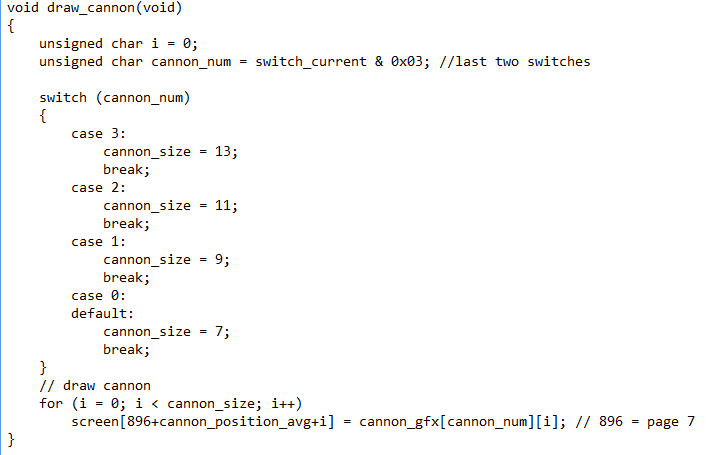 void draw_cannon(void)
{
    unsigned char i = 0;
    unsigned char cannon_num = switch_current & 0x03; //last two switches

    switch (cannon_num)
    {
        case 3:
            cannon_size = 13;
            break;
        case 2:
            cannon_size = 11;
            break;
        case 1:
            cannon_size = 9;
            break;
        case 0:
        default:
            cannon_size = 7;
            break;
    }
    // draw cannon
    for (i = 0; i < cannon_size; i++)
        screen[896+cannon_position_avg+i] = cannon_gfx[cannon_num][i]; // 896 = page 7
}